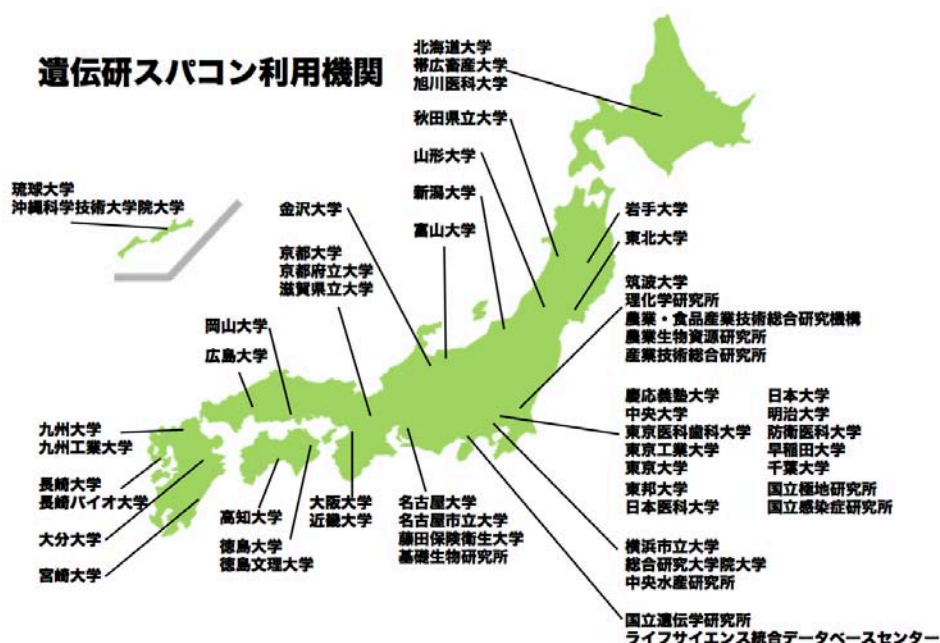 遺伝研スパコン利用機関
北海道大学
帯広畜産大学
旭川医科大学
秋田県立大学
山形大学
新潟大学
富山大学
琉球大学
沖縄科学技術大学院大学
金沢大学
京都大学
京都府立大学
滋賀県立大学
岡山大学
広島大学
岩手大学
東北大学
筑波大学
理化学研究所
農業・食品産業技術総合研究機構
農業生物資源研究所
産業技術総合研究所
慶応義塾大学 日本大学
中央大学 明治大学
東京医科歯科大学 防衛医科大学
東京工業大学 早稲田大学
東京大学 千葉大学
東邦大学 国立極地研究所
日本医科大学 国立感染症研究所
九州大学
九州工業大学
長崎大学
長崎バイオ大学
大分大学
宮崎大学
高知大学
徳島大学
徳島文理大学
大阪大学
近畿大学
名古屋大学
名古屋市立大学
藤田保険衛生大学
基礎生物研究所
横浜市立大学
総合研究大学院大学
中央水産研究所
国立遺伝学研究所
ライフサイエンス統合データベースセンター